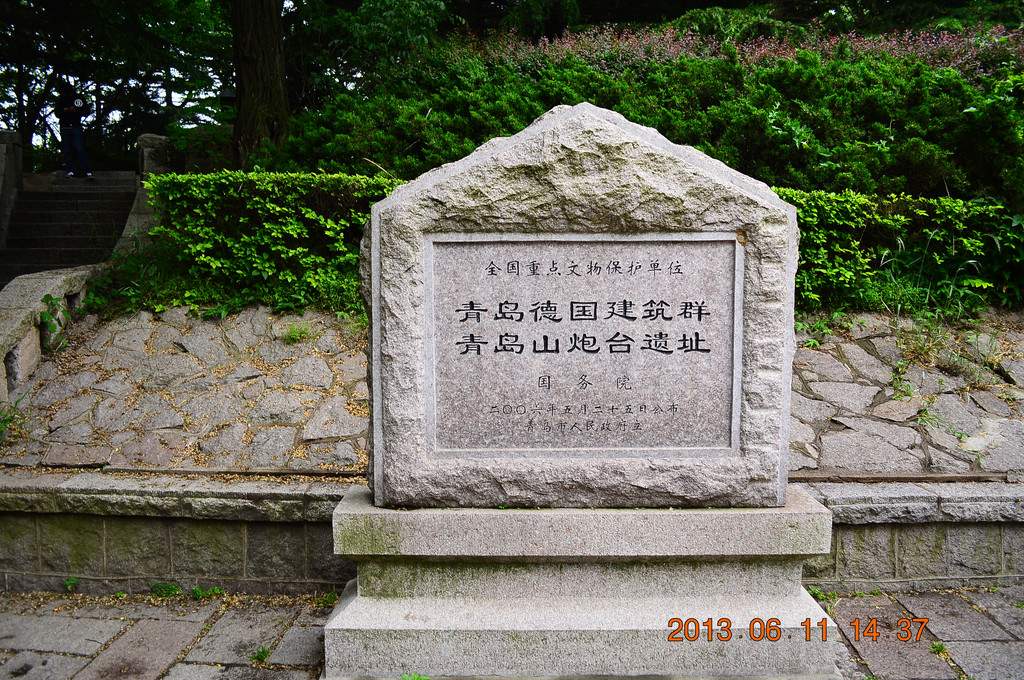 全国重点文物保护单位
青岛德国建筑群
青岛山炮台遗址
国务院
二〇〇六年五月二十五日公布
青岛市人民政府立
2013.06.11 14:37